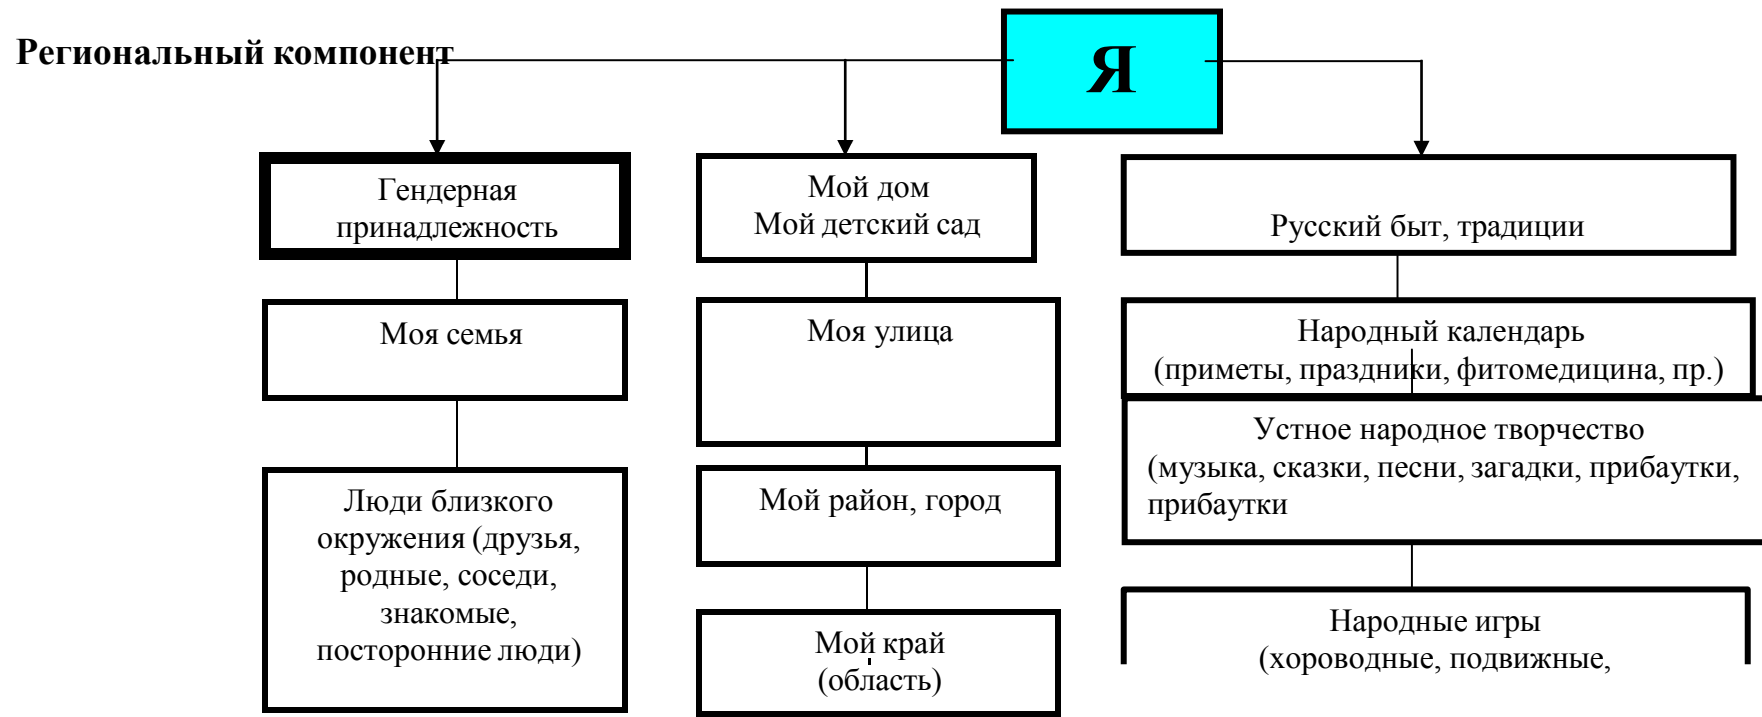 Региональный компонент
Я
Гендерная
принадлежность
Моя семья
Люди близкого
окружения (друзья,
родные, соседи,
знакомые,
посторонние люди)
Мой дом
Мой детский сад
Моя улица
Мой район, город
Мой край
(область)
Русский быт, традиции
Народный календарь
(приметы, праздники, фитомедицина, пр.)
Устное народное творчество
(музыка, сказки, песни, загадки, прибаутки,
прибаутки
Народные игры
(хороводные, подвижные,